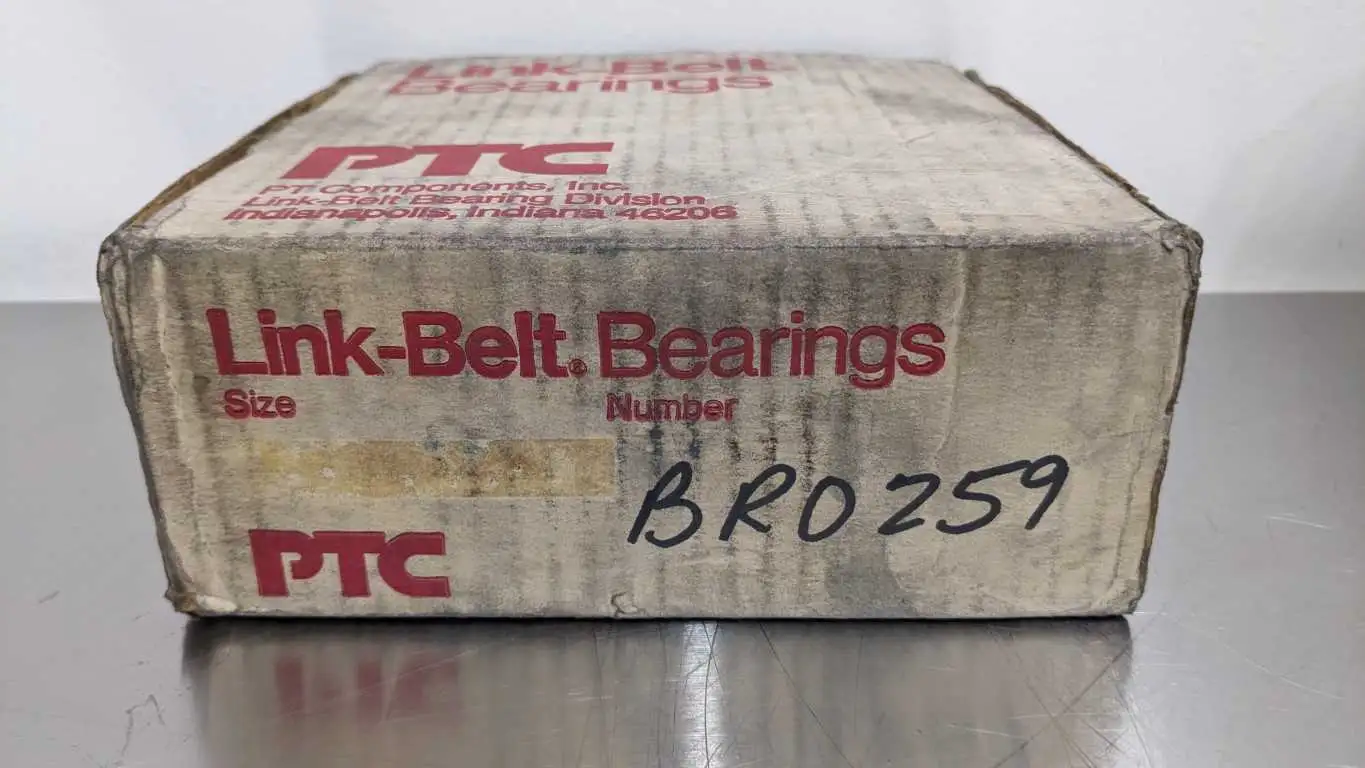 Link-Belt
Bearings
PTC
PT Components, Inc.
Link-Belt Bearing Division
Indianapolis, Indiana 46206
Link-Belt® Bearings
Size Number
BR0259
PTC